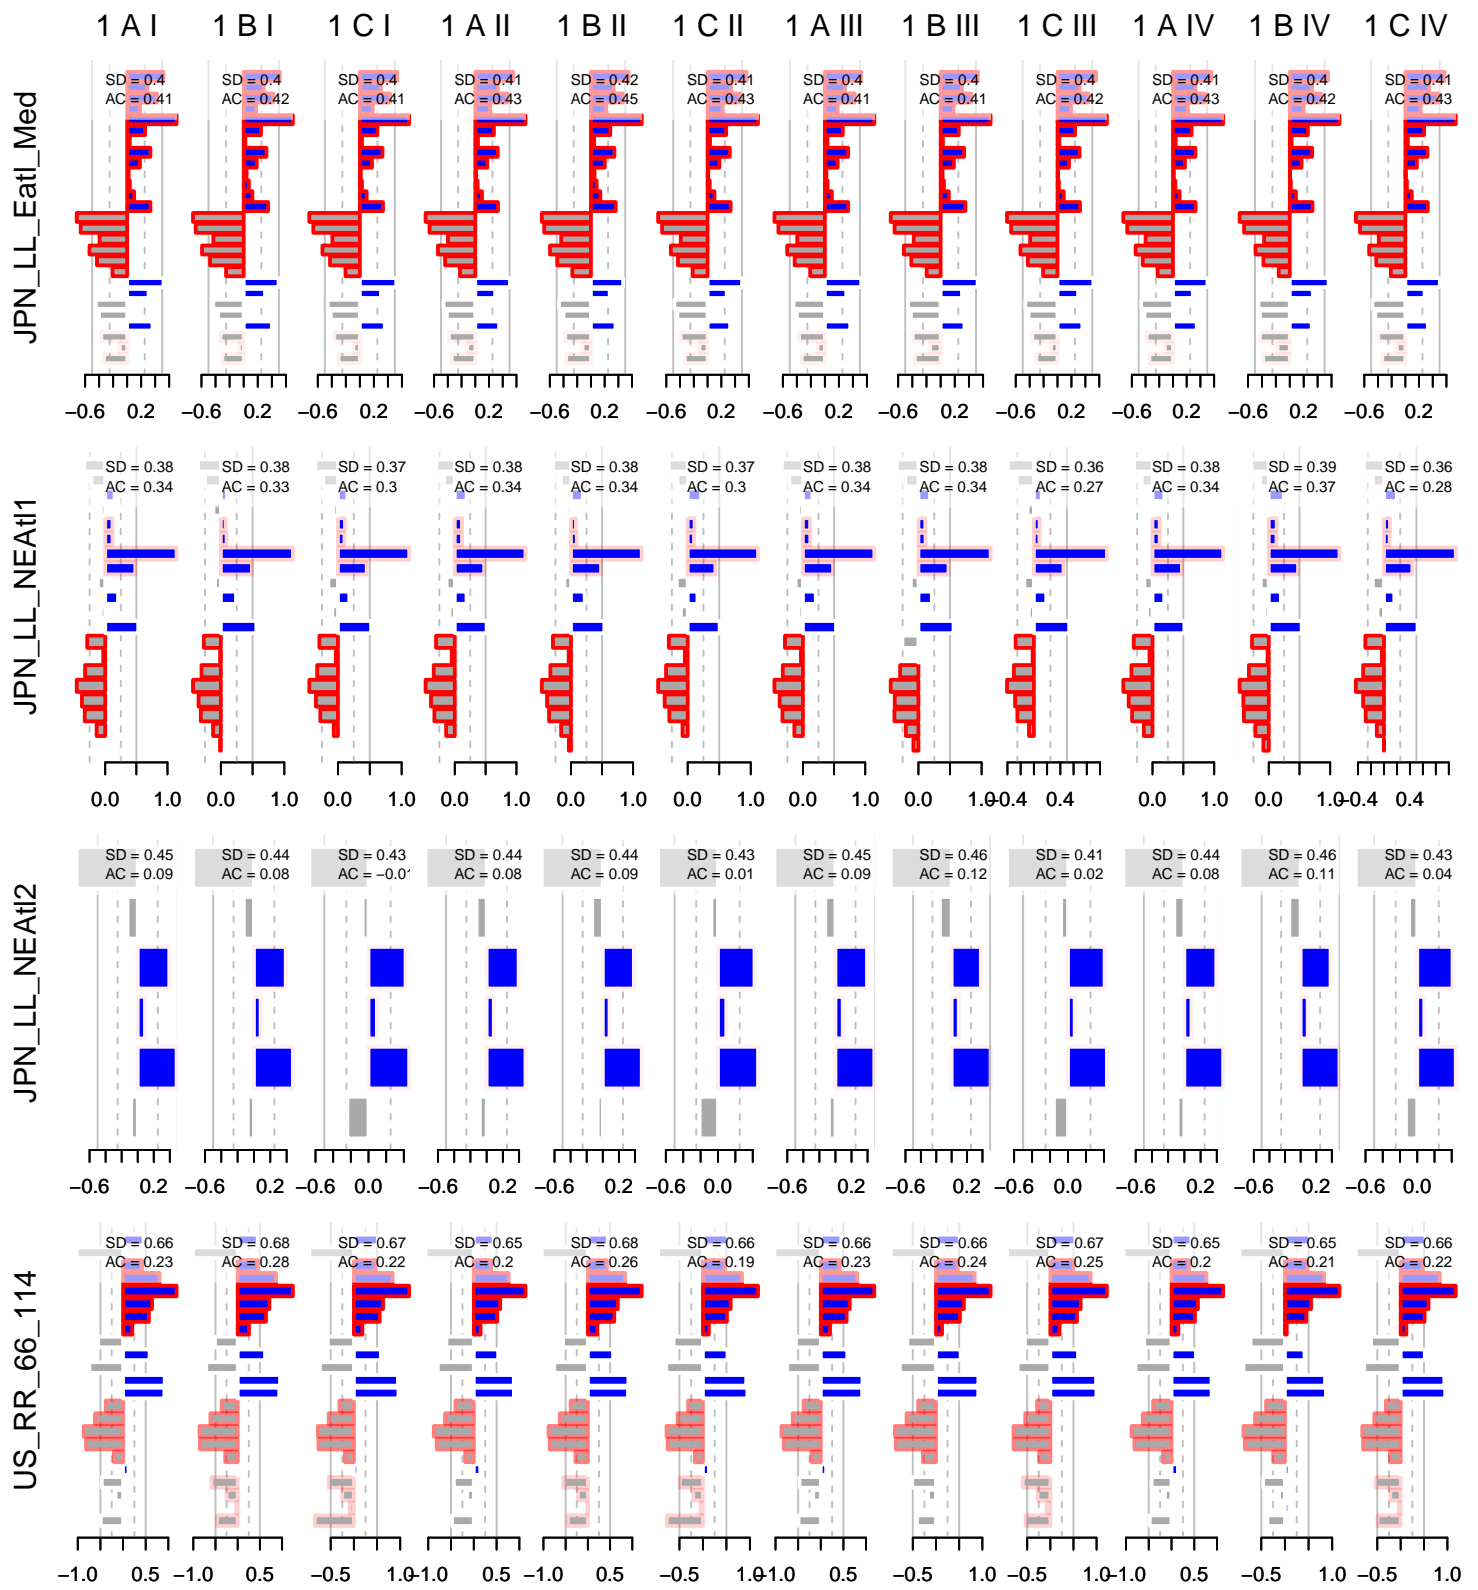 1 A I 1 B I 1 C I 1 A II 1 B II 1 C II 1 A III 1 B III 1 C III 1 A IV 1 B IV 1 C IV
JPN_LL_Eatl_Med
SD = 0.4 SD = 0.4 SD = 0.4 SD = 0.41 SD = 0.42 SD = 0.41 SD = 0.4 SD = 0.4 SD = 0.4 SD = 0.41 SD = 0.4 SD = 0.41
AC = 0.41 AC = 0.42 AC = 0.41 AC = 0.43 AC = 0.45 AC = 0.43 AC = 0.41 AC = 0.41 AC = 0.42 AC = 0.43 AC = 0.42 AC = 0.43
−0.6 0.2 −0.6 0.2 −0.6 0.2 −0.6 0.2 −0.6 0.2 −0.6 0.2 −0.6 0.2 −0.6 0.2 −0.6 0.2 −0.6 0.2 −0.6 0.2 −0.6 0.2
JPN_LL_NEAtl1
SD = 0.38 SD = 0.38 SD = 0.37 SD = 0.38 SD = 0.38 SD = 0.37 SD = 0.38 SD = 0.38 SD = 0.36 SD = 0.38 SD = 0.39 SD = 0.36
AC = 0.34 AC = 0.33 AC = 0.3 AC = 0.34 AC = 0.34 AC = 0.3 AC = 0.34 AC = 0.34 AC = 0.27 AC = 0.34 AC = 0.37 AC = 0.28
0.0 1.0 0.0 1.0 0.0 1.0 0.0 1.0 0.0 1.0 0.0 1.0 0.0 1.0 0.0 1.0 −0.4 0.4 0.0 1.0 0.0 1.0 −0.4 0.4
JPN_LL_NEAtl2
SD = 0.45 SD = 0.44 SD = 0.43 SD = 0.44 SD = 0.44 SD = 0.43 SD = 0.45 SD = 0.46 SD = 0.41 SD = 0.44 SD = 0.46 SD = 0.43
AC = 0.09 AC = 0.08 AC = −0.01 AC = 0.08 AC = 0.09 AC = 0.01 AC = 0.09 AC = 0.12 AC = 0.02 AC = 0.08 AC = 0.11 AC = 0.04
−0.6 0.2 −0.6 0.2 −0.6 0.0 −0.6 0.2 −0.6 0.2 −0.6 0.0 −0.6 0.2 −0.6 0.2 −0.6 0.0 −0.6 0.2 −0.6 0.2 −0.6 0.0
US_RR_66_114
SD = 0.66 SD = 0.68 SD = 0.67 SD = 0.65 SD = 0.68 SD = 0.66 SD = 0.66 SD = 0.66 SD = 0.67 SD = 0.65 SD = 0.65 SD = 0.66
AC = 0.23 AC = 0.28 AC = 0.22 AC = 0.2 AC = 0.26 AC = 0.19 AC = 0.23 AC = 0.24 AC = 0.25 AC = 0.2 AC = 0.21 AC = 0.22
−1.0 0.5 −1.0 0.5 −0.5 1.0 −1.0 0.5 −1.0 0.5 −0.5 1.0 −1.0 0.5 −1.0 0.5 −0.5 1.0 −1.0 0.5 −0.5 1.0 −0.5 1.0